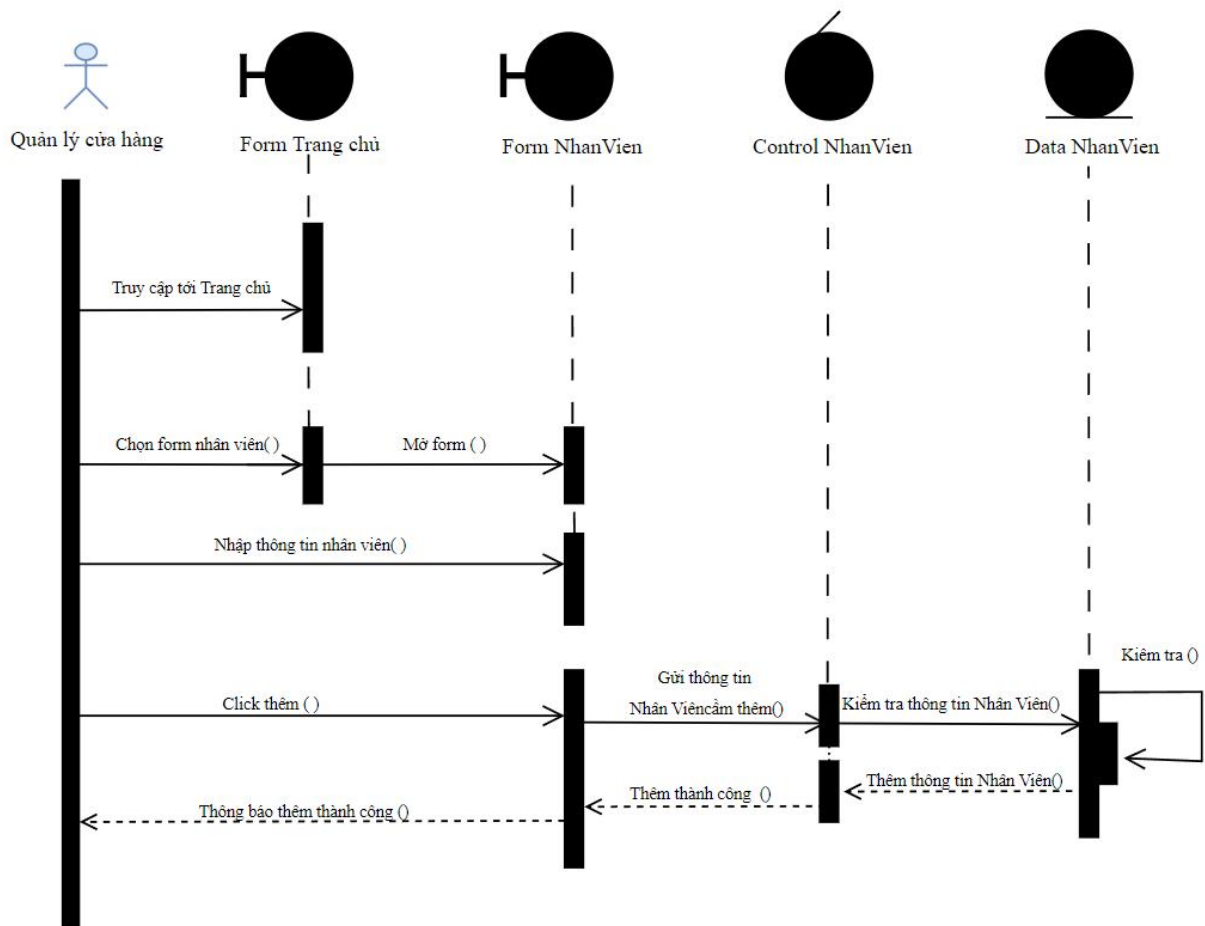 Quản lý cửa hàng
Form Trang chủ
Form NhanVien
Control NhanVien
Data NhanVien
Truy cập tới Trang chủ
Chọn form nhân viên( )
Mở form ( )
Nhập thông tin nhân viên( )
Kiêm tra ()
Click thêm ( )
Gửi thông tin
Nhân Viêncầm thêm()
Kiểm tra thông tin Nhân Viên()
Thêm thông tin Nhân Viên()
Thêm thành công ()
Thông báo thêm thành công ()